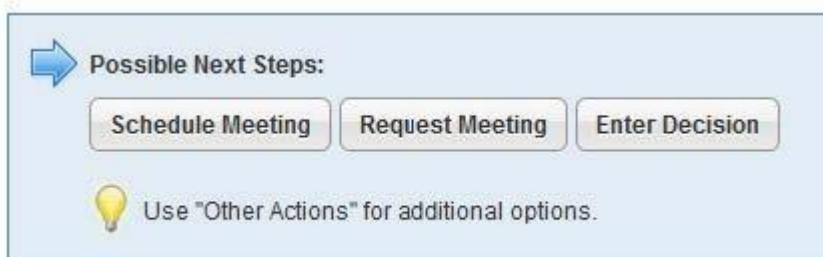 Possible Next Steps:
Schedule Meeting Request Meeting Enter Decision
Use "Other Actions" for additional options.